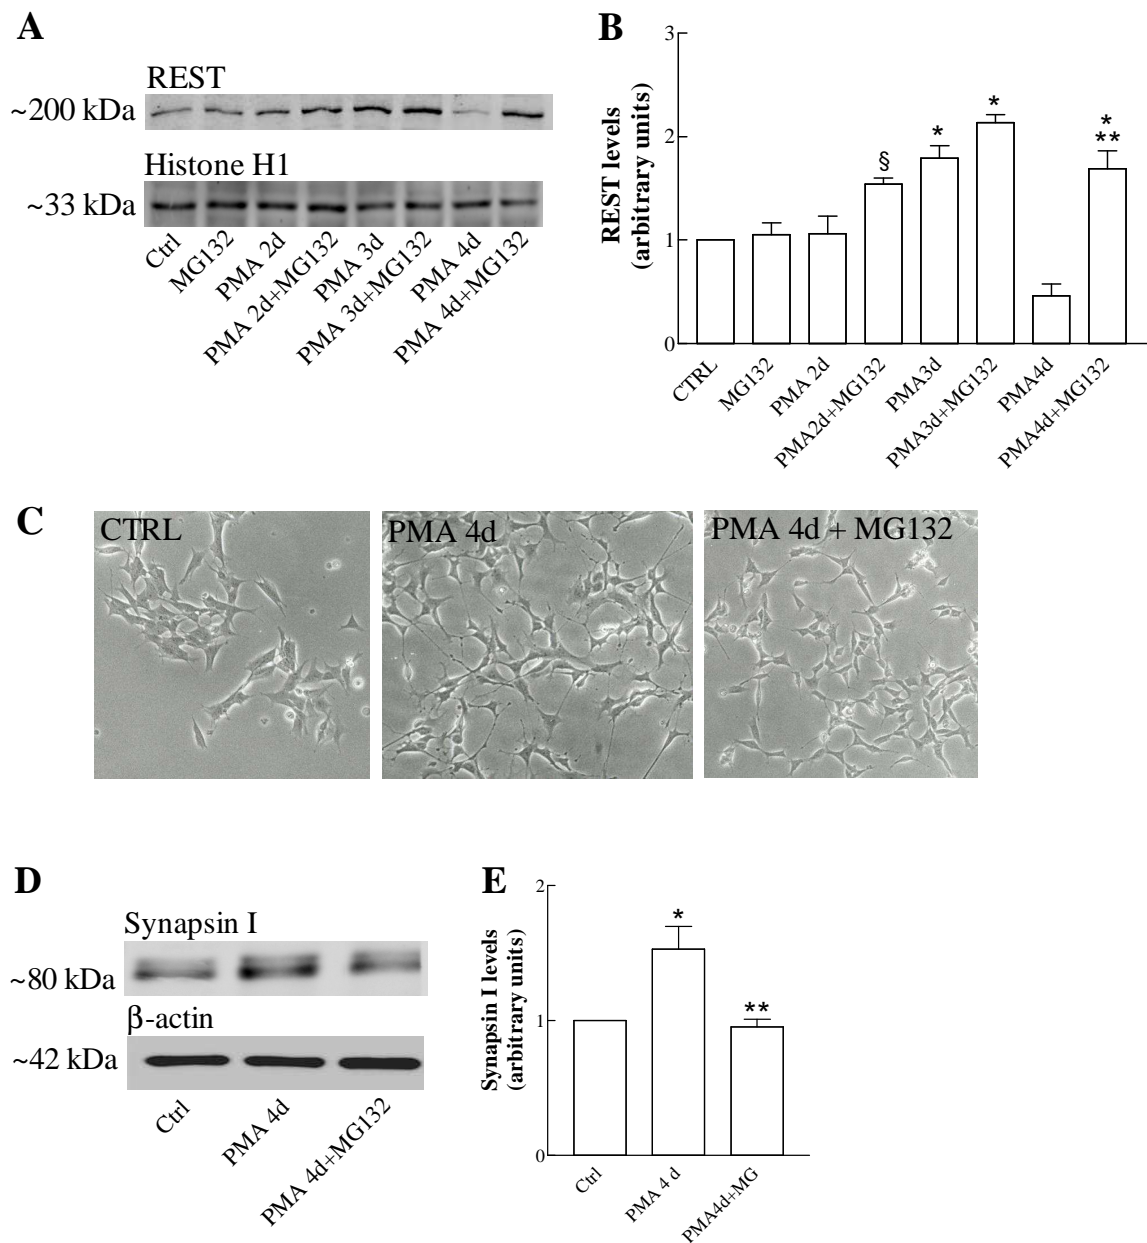 A
REST
~200 kDa
Histone H1
~33 kDa
Ctrl
MG132
PMA 2d
PMA 2d+MG132
PMA 3d
PMA 3d+MG132
PMA 4d
PMA 4d+MG132
B
REST levels
(arbitrary units)
3
2
1
0
§
*
*
*
**
CTRL
MG132
PMA 2d
PMA2d+MG132
PMA3d
PMA3d+MG132
PMA4d
PMA4d+MG132
C
CTRL
PMA 4d
PMA 4d + MG132
D
Synapsin I
~80 kDa
β-actin
~42 kDa
Ctrl
PMA 4d
PMA 4d+MG132
E
Synapsin I levels
(arbitrary units)
2
1
0
*
**
Ctrl
PMA 4 d
PMA4d+MG